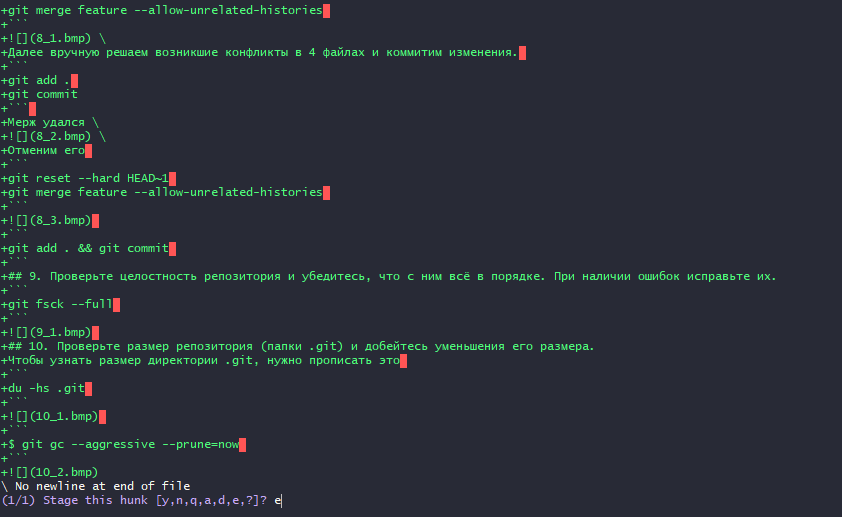 +git merge feature --allow-unrelated-histories
+```
+![](8_1.bmp) \
+Далее вручную решаем возникшие конфликты в 4 файлах и коммитим изменения.
+```
+git add .
+git commit
+```
+Мерж удался \
+![](8_2.bmp) \
+Отменим его
+```
+git reset --hard HEAD~1
+git merge feature --allow-unrelated-histories
+```
+![](8_3.bmp)
+```
+git add . && git commit
+```
+## 9. Проверьте целостность репозитория и убедитесь, что с ним всё в порядке. При наличии ошибок исправьте их.
+```
+git fsck --full
+```
+![](9_1.bmp)
+## 10. Проверьте размер репозитория (папки .git) и добейтесь уменьшения его размера.
+Чтобы узнать размер директории .git, нужно прописать это
+```
+du -hs .git
+```
+![](10_1.bmp)
+```
+$ git gc --aggressive --prune=now
+```
+![](10_2.bmp)
\ No newline at end of file
(1/1) Stage this hunk [y,n,q,a,d,e,?]? e